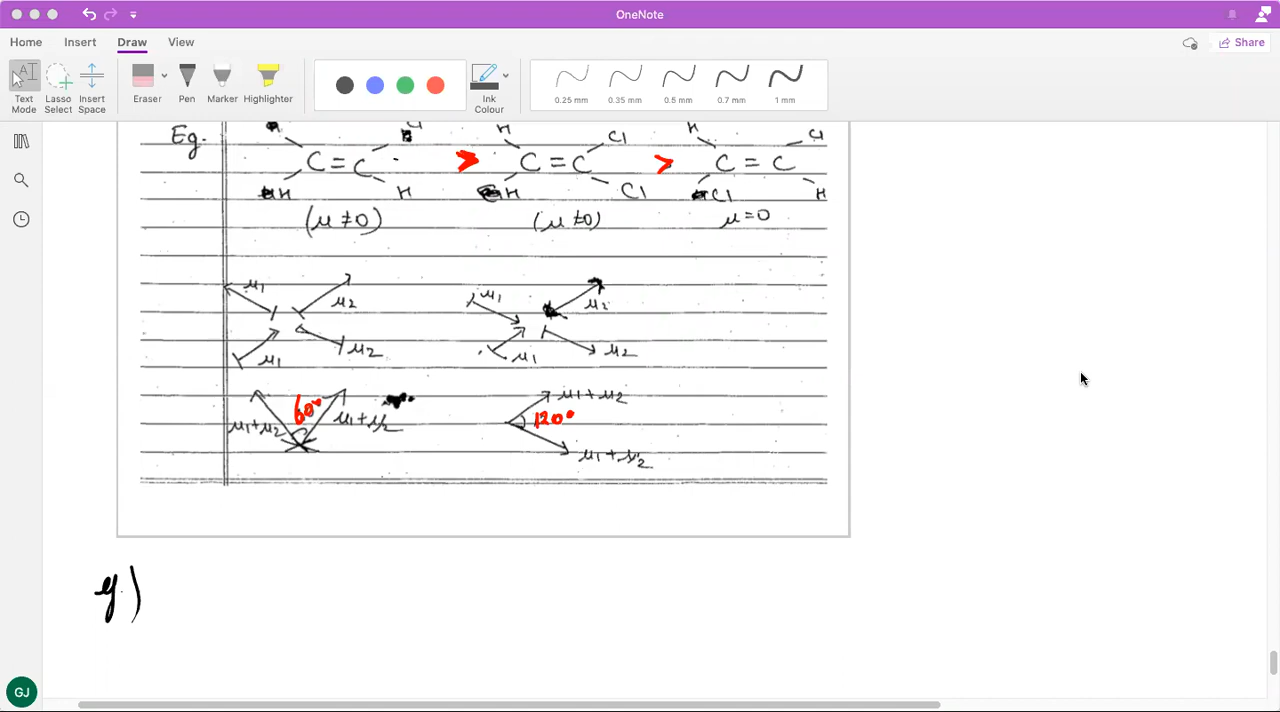 OneNote
Home Insert Draw View
Share
Text Mode
Lasso Select
Insert Space
Eraser
Pen
Marker
Highlighter
Ink Colour
0.25 mm 0.35 mm 0.5 mm 0.7 mm 1 mm
Eg.
H Cl H Cl
C = C > C = C > C = C
H H H Cl Cl H
(μ ≠ 0) (μ ≠ 0) μ = 0
μ1 μ2 μ1 μ2
μ1 μ2 μ1 μ2
μ1+μ2 60° μ1+μ2 120° μ1+μ2
μ1+μ2
GJ